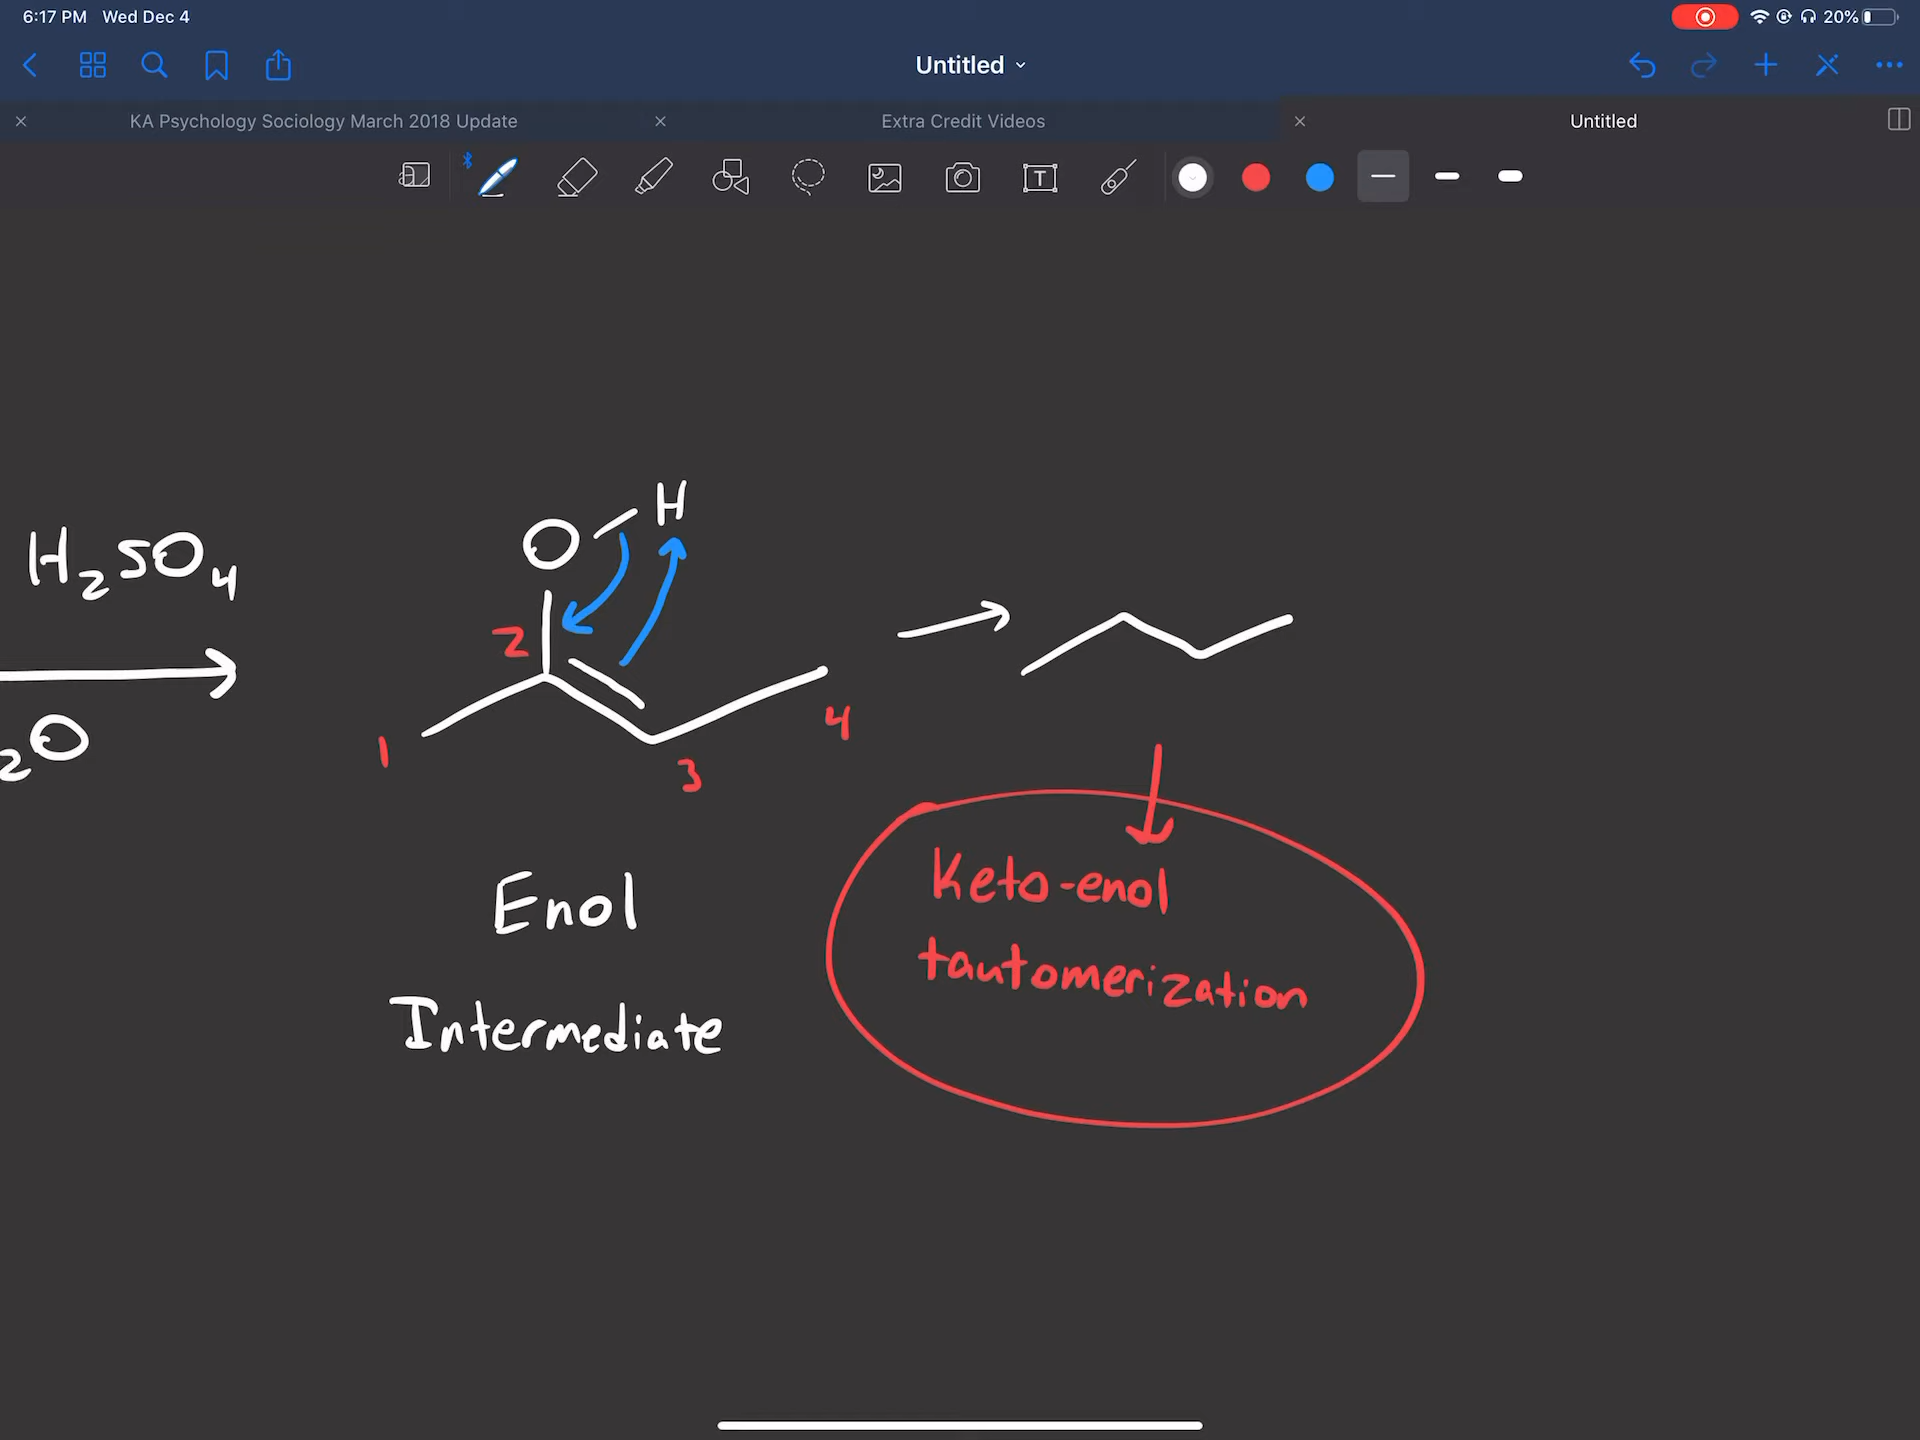 6:17 PM Wed Dec 4
20%
Untitled
KA Psychology Sociology March 2018 Update
Extra Credit Videos
Untitled
T
H₂SO₄
₂O
O H
2
1
3
4
Enol
Intermediate
Keto-enol
tautomerization